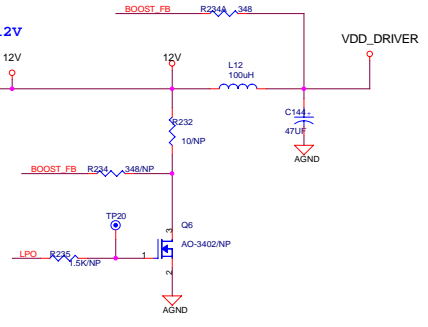 BOOST_FB R234A 348
12V
VDD_DRIVER
12V
12V
L12
100uH
C144
47UF
R232
10/NP
AGND
BOOST_FB R234 348/NP
TP20
Q6
3
AO-3402/NP
LPO R235
1
1.5K/NP
2
AGND